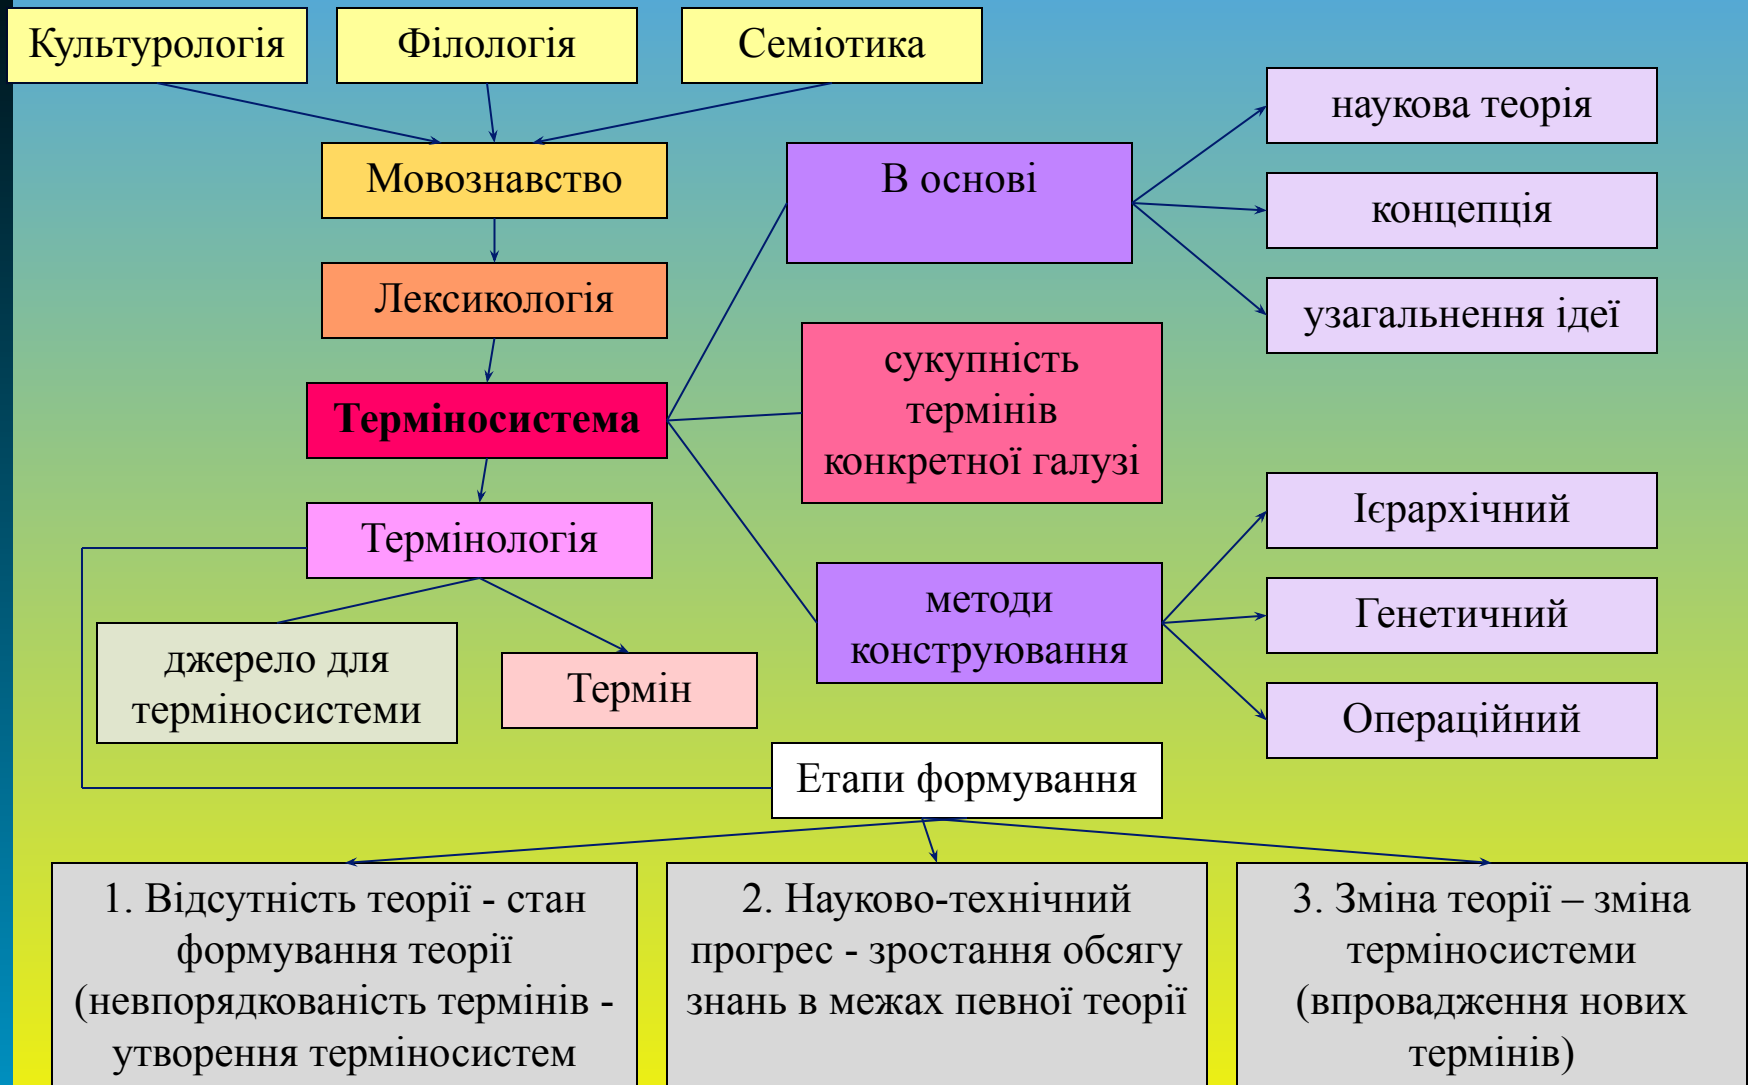 Культурологія
Філологія
Семіотика
Мовознавство
Лексикологія
Терміносистема
Термінологія
джерело для
терміносистеми
Термін
В основі
наукова теорія
концепція
узагальнення ідеї
сукупність
термінів
конкретної галузі
методи
конструювання
Ієрархічний
Генетичний
Операційний
Етапи формування
1. Відсутність теорії - стан
формування теорії
(невпорядкованість термінів -
утворення терміносистем
2. Науково-технічний
прогрес - зростання обсягу
знань в межах певної теорії
3. Зміна теорії – зміна
терміносистеми
(впровадження нових
термінів)